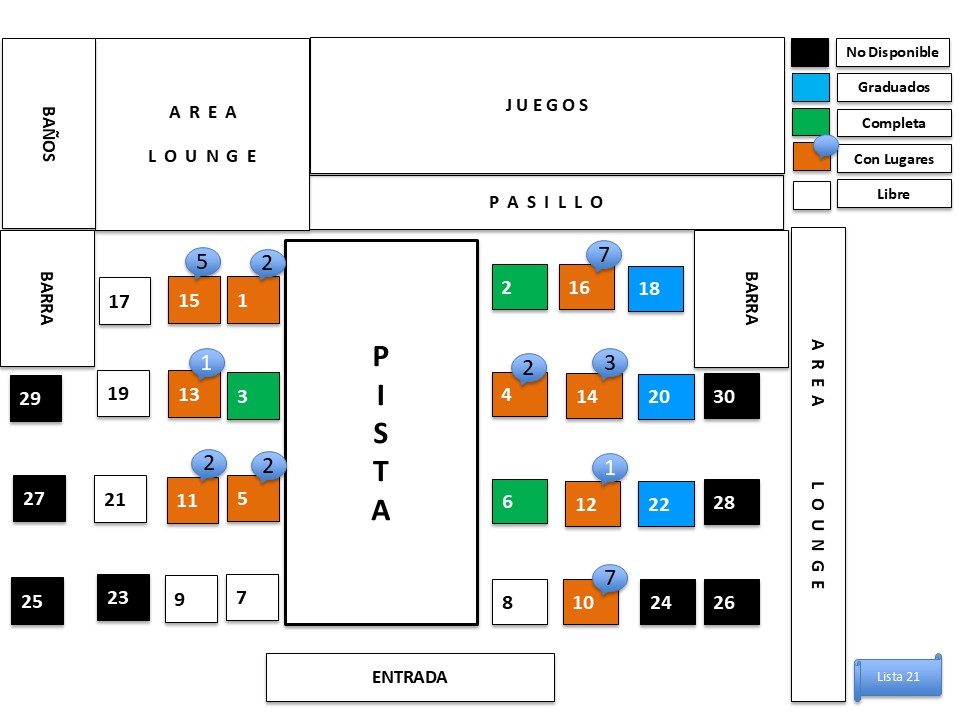 No Disponible
Graduados
Completa
Con Lugares
Libre
BAÑOS
AREA
LOUNGE
JUEGOS
PASILLO
BARRA
BARRA
5
2
7
17
15
1
2
16
18
1
2
3
29
19
13
3
4
14
20
30
2
2
1
27
21
11
5
6
12
22
28
7
25
23
9
7
8
10
24
26
PISTA
AREA
LOUNGE
ENTRADA
Lista 21